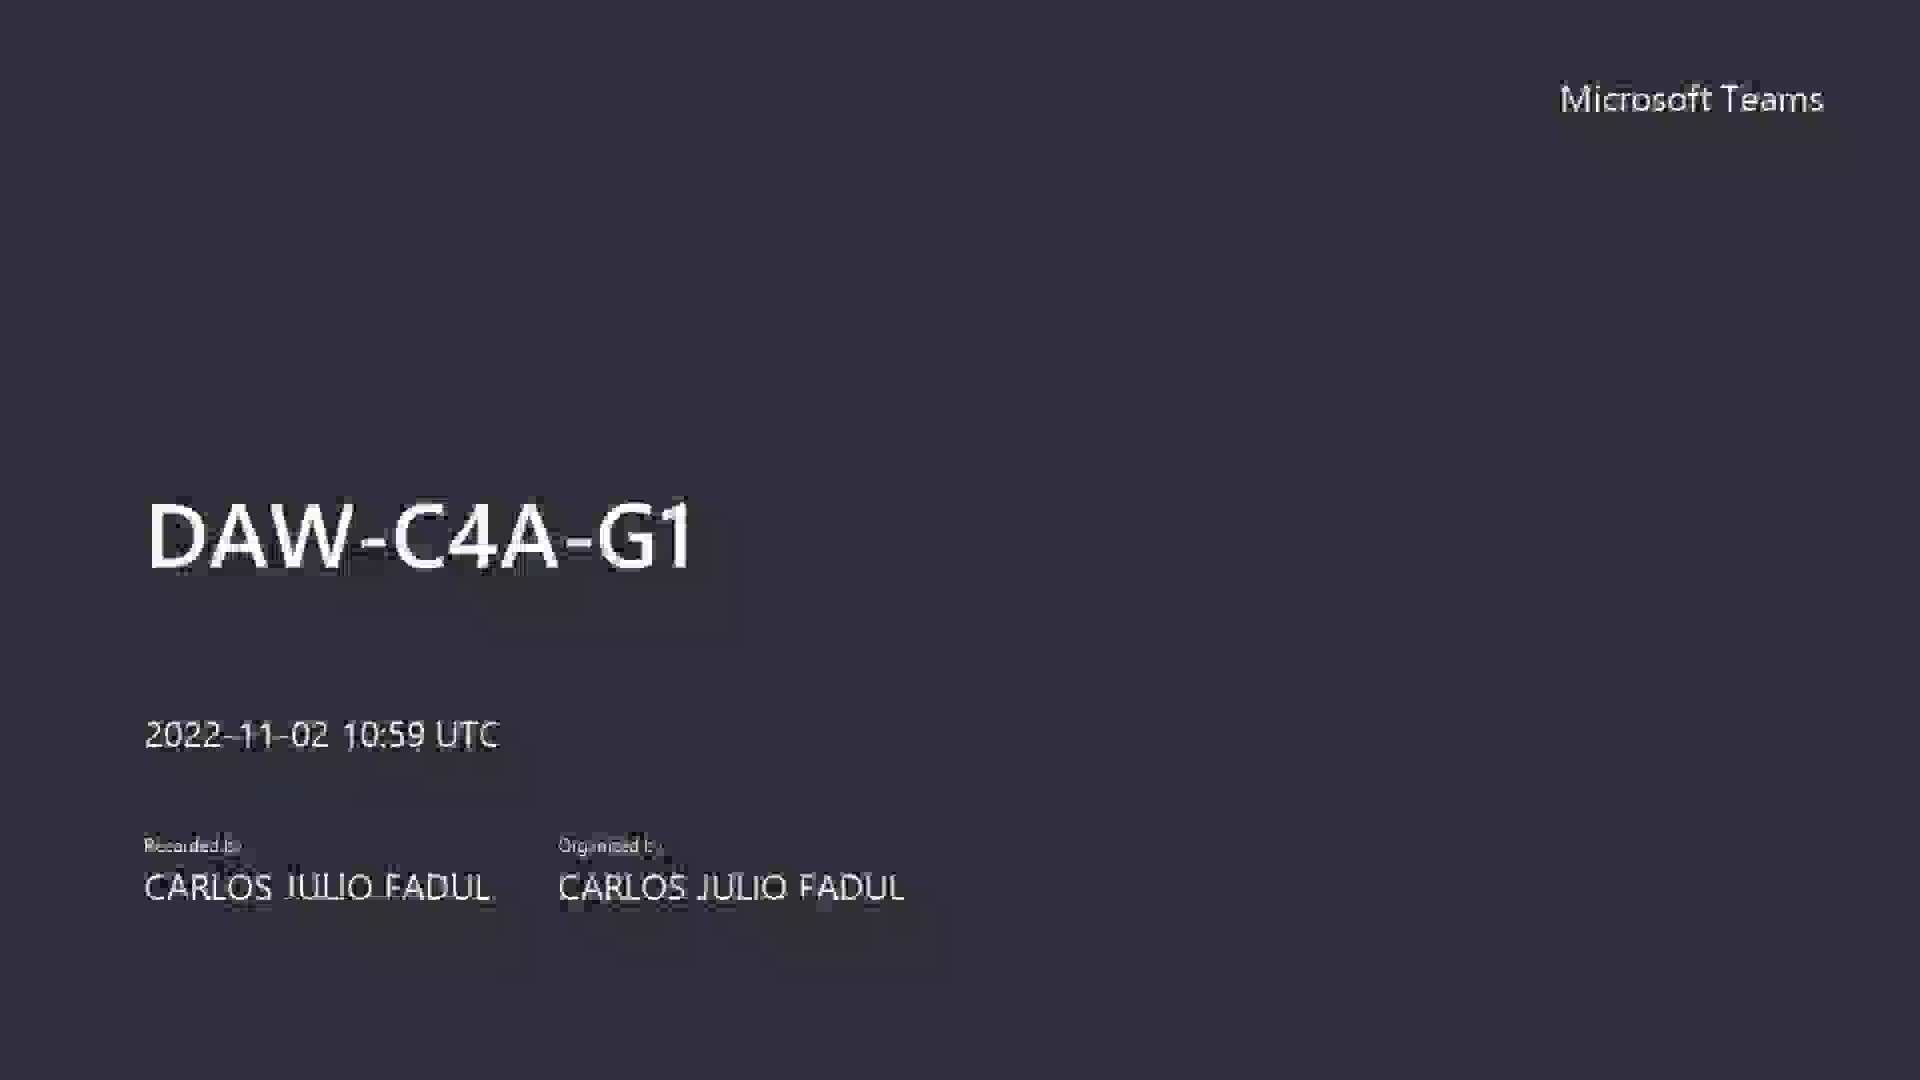 Microsoft Teams
DAW-C4A-G1
2022-11-02 10:59 UTC
Recorded by
Organized by
CARLOS JULIO FADUL
CARLOS JULIO FADUL